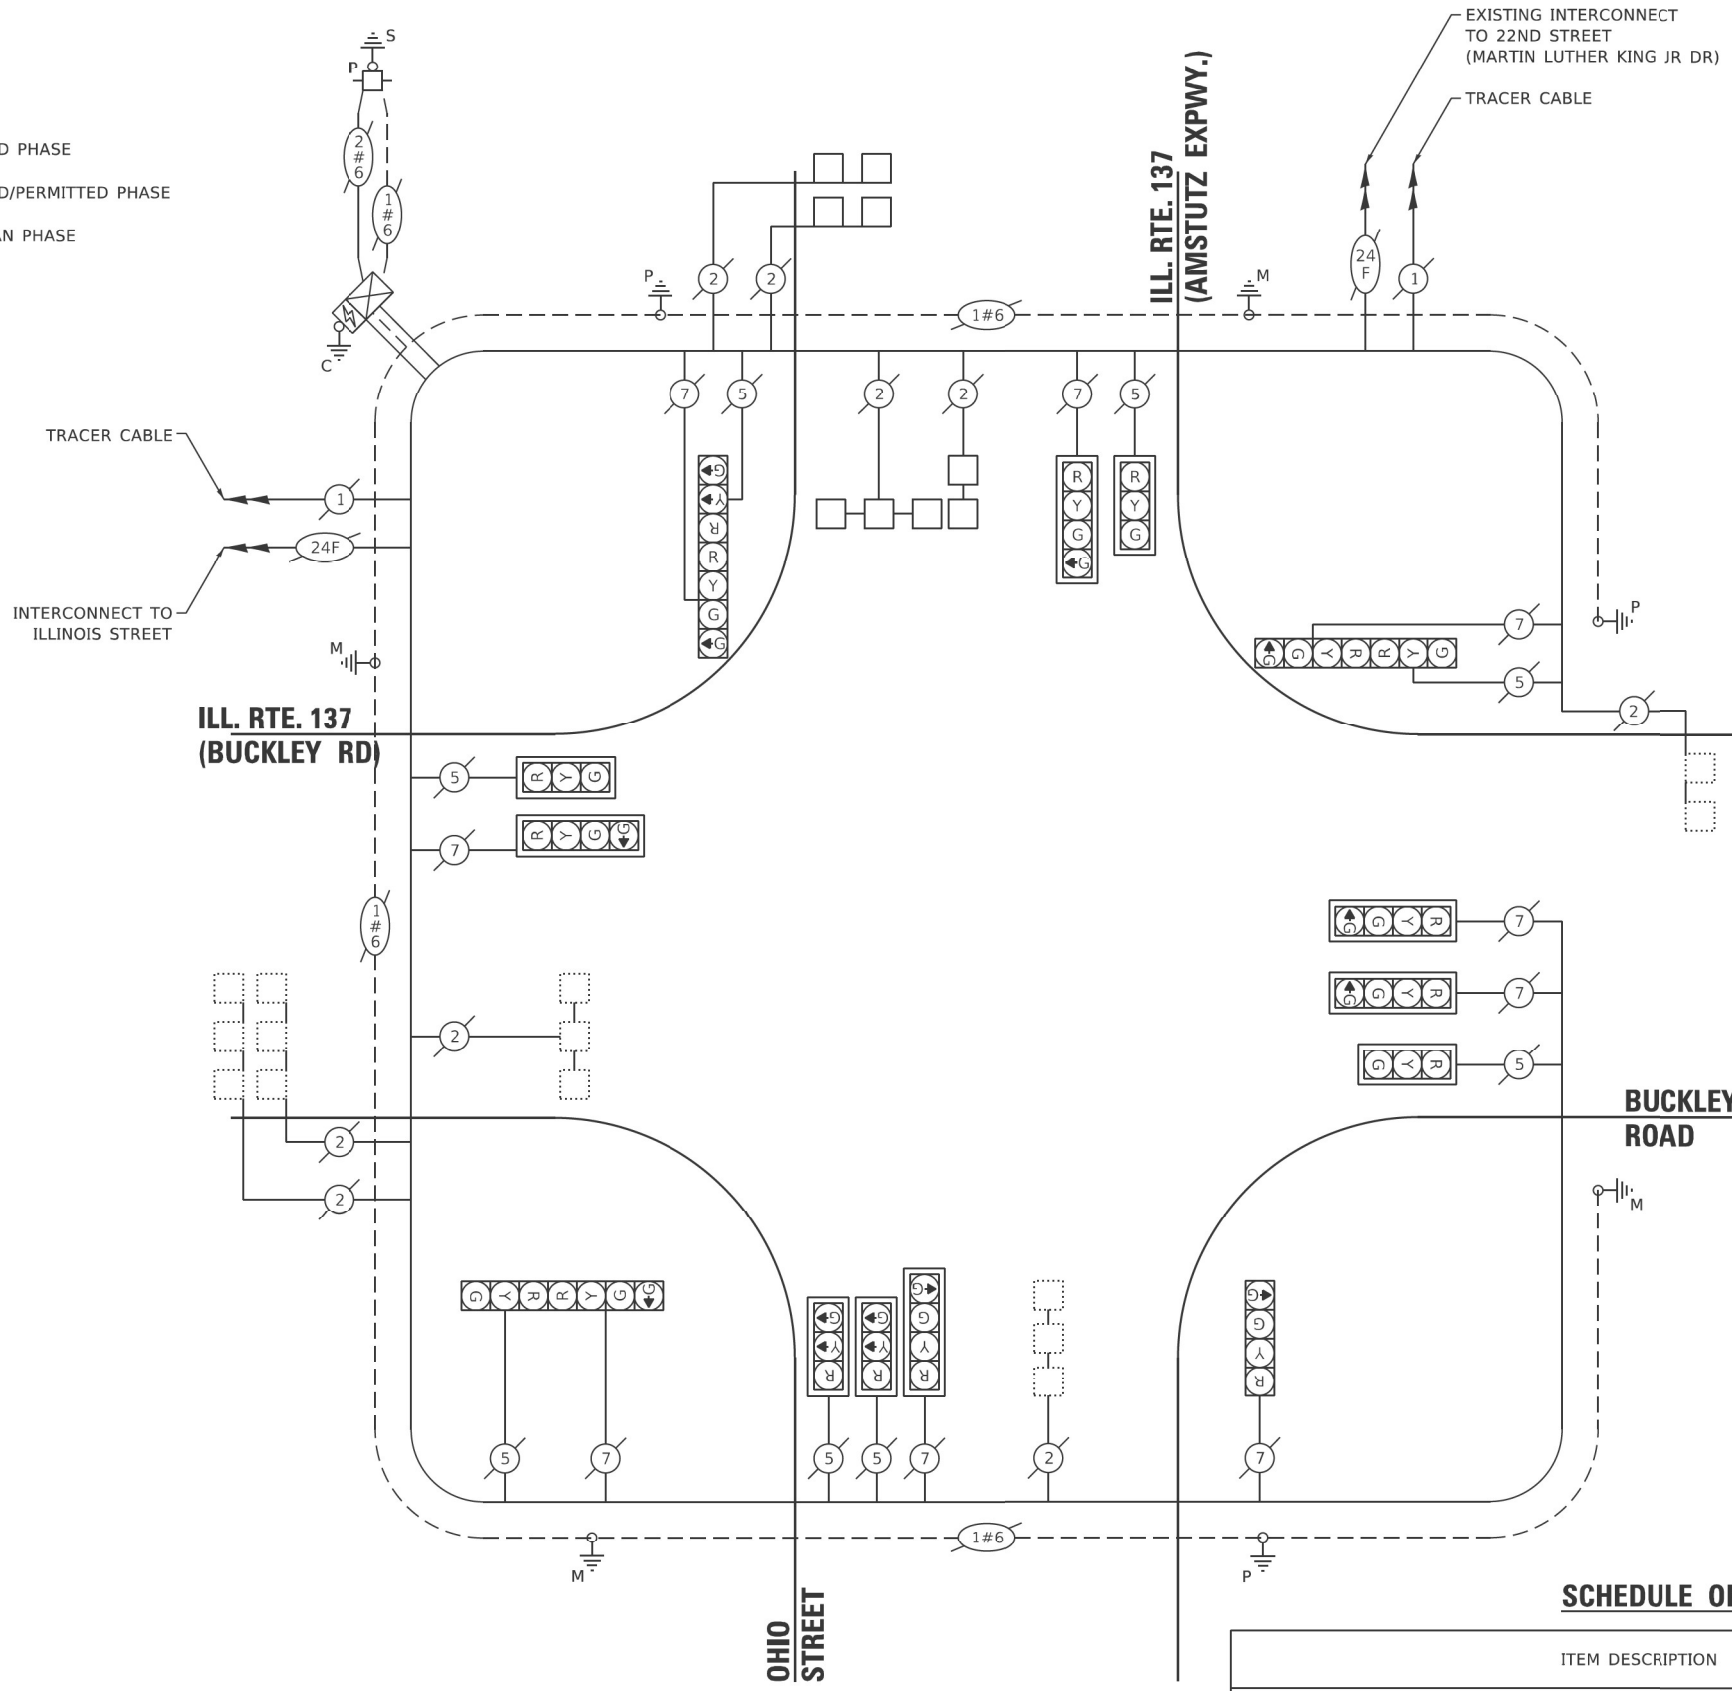 EXISTING INTERCONNECT
TO 22ND STREET
(MARTIN LUTHER KING JR DR)
TRACER CABLE
S
P
2
#
6
1
#
6
D PHASE
D/PERMITTED PHASE
AN PHASE
ILL. RTE. 137
(AMSTUTZ EXPWY.)
24
F
1
P
2
2
M
1#6
C
7
5
2
2
7
5
TRACER CABLE
1
24F
INTERCONNECT TO
ILLINOIS STREET
G
Y
R
R
Y
G
G
R
Y
G
G
R
Y
G
M
P
7
G G Y R R Y G
5
2
ILL. RTE. 137
(BUCKLEY RD)
5
R Y G
7
R Y G G
1
#
6
G G Y R
7
G G Y R
7
G Y R
5
2
2
2
BUCKLEY
ROAD
M
G Y R R Y G G
G
Y
R
G
Y
R
G
G
Y
R
G
G
Y
R
5
7
5
5
7
2
7
1#6
M
P
OHIO
STREET
SCHEDULE O
ITEM DESCRIPTION